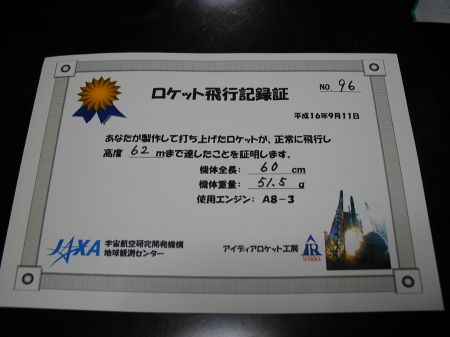 ロケット飛行記録証
NO. 96
平成16年9月11日
あなたが製作して打ち上げたロケットが、正常に飛行し
高度 62 mまで達したことを証明します。
機体全長: 60 cm
機体重量: 51.5 g
使用エンジン: A8-3
JAXA 宇宙航空研究開発機構
地球観測センター
アイディアロケット工房
IR
WORKS